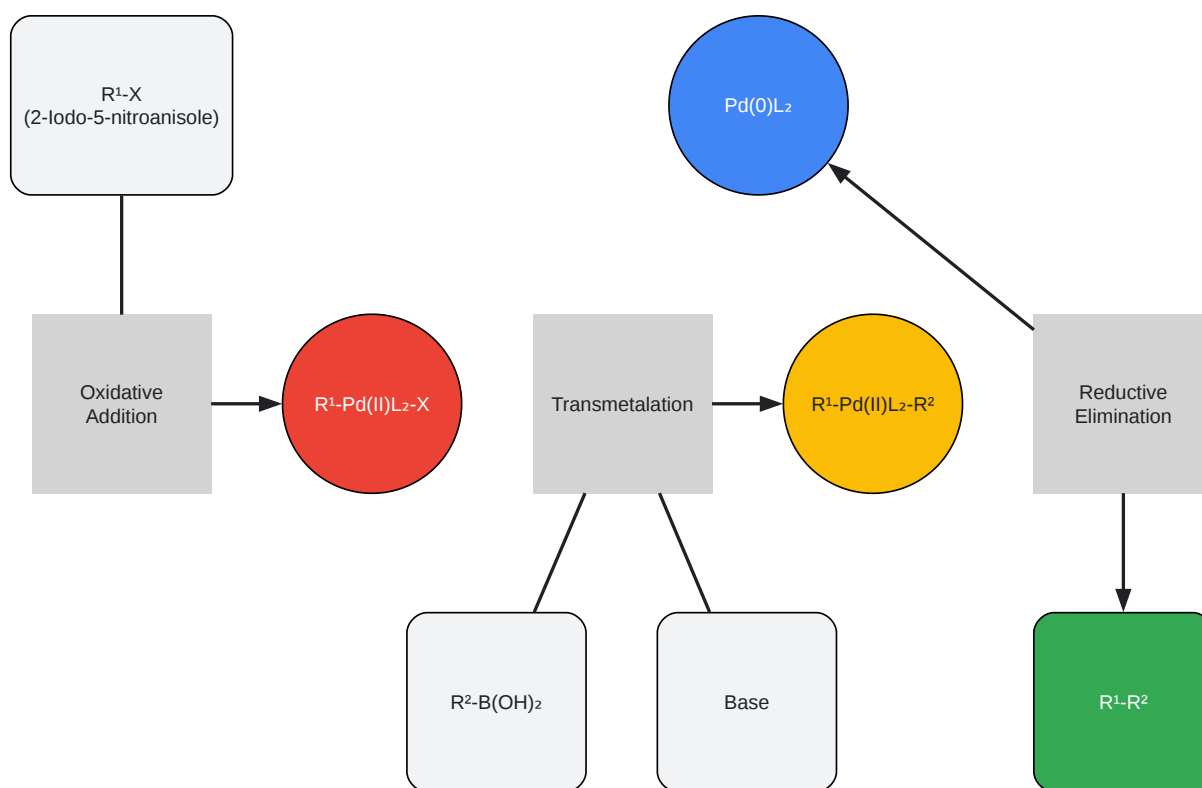 R¹-X
(2-Iodo-5-nitroanisole)
Pd(0)L₂
Oxidative
Addition
R¹-Pd(II)L₂-X
Transmetalation
R¹-Pd(II)L₂-R²
Reductive
Elimination
R²-B(OH)₂
Base
R¹-R²